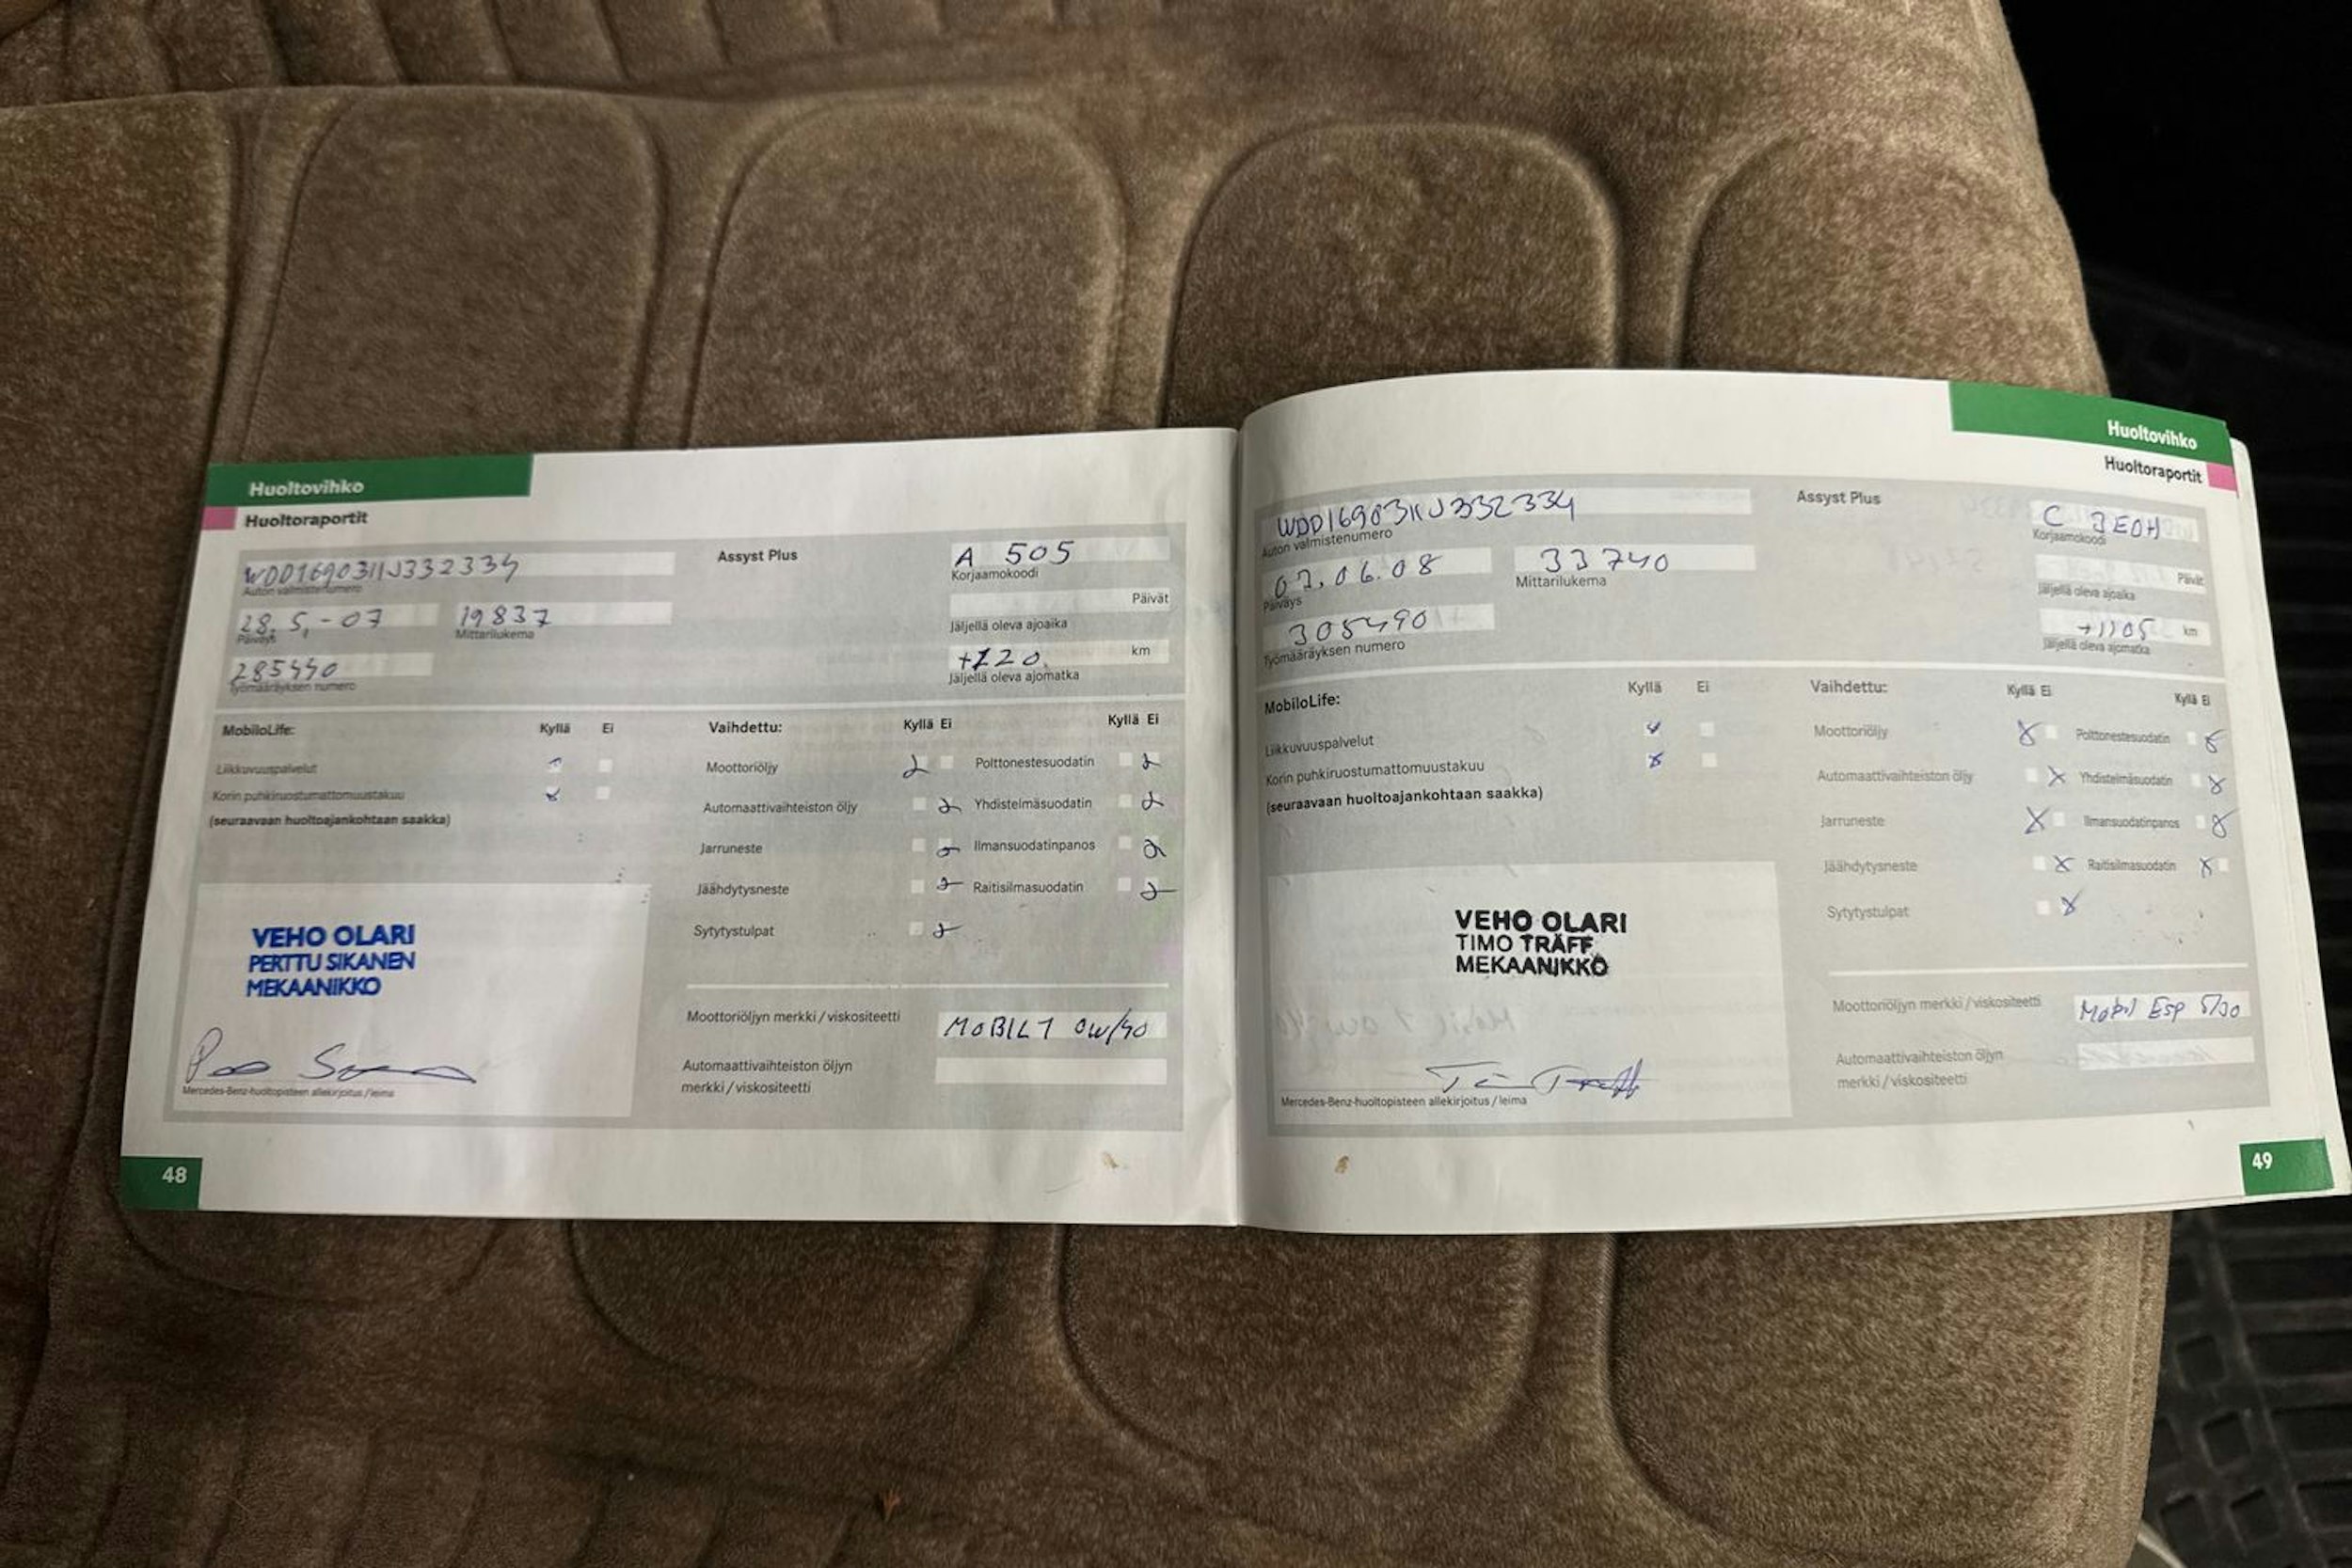 Huoltovihko
Huoltoraportit
WDD1690311J332334
Auton valmistenumero
28.5.-07
19837
Päiväys
Mittarilukema
285440
Työmääräyksen numero
Assyst Plus
A 505
Korjaamokoodi
Päivät
Jäljellä oleva ajoaika
km
Jäljellä oleva ajomatka
MobiloLife:
Kyllä Ei
Liikkuvuuspalvelut
Korin puhkiruostumattomuustakuu
(seuraavaan huoltoajankohtaan saakka)
Vaihdettu:
Kyllä Ei
Kyllä Ei
Moottoriöljy
Polttonestesuodatin
Automaattivaihteiston öljy
Yhdistelmäsuodatin
Jarruneste
Ilmansuodatinpanos
Jäähdytysneste
Raitisilmasuodatin
Sytytystulpat
VEHO OLARI
PERTTU SIKANEN
MEKAANIKKO
Mercedes-Benz-huoltopisteen allekirjoitus / leima
Moottoriöljyn merkki / viskositeetti
MOBIL 1 0W/40
Automaattivaihteiston öljyn
merkki / viskositeetti
48
Huoltovihko
Huoltoraportit
WDD1690311J332334
Auton valmistenumero
02.06.08
33740
Päiväys
Mittarilukema
305490
Työmääräyksen numero
Assyst Plus
Korjaamokoodi
Päivät
Jäljellä oleva ajoaika
+1105
km
Jäljellä oleva ajomatka
MobiloLife:
Kyllä Ei
Liikkuvuuspalvelut
Korin puhkiruostumattomuustakuu
(seuraavaan huoltoajankohtaan saakka)
Vaihdettu:
Kyllä Ei
Kyllä Ei
Moottoriöljy
Polttonestesuodatin
Automaattivaihteiston öljy
Yhdistelmäsuodatin
Jarruneste
Ilmansuodatinpanos
Jäähdytysneste
Raitisilmasuodatin
Sytytystulpat
VEHO OLARI
TIMO TRÄFF
MEKAANIKKO
Mercedes-Benz-huoltopisteen allekirjoitus / leima
Moottoriöljyn merkki / viskositeetti
Mobil Esp 5/30
Automaattivaihteiston öljyn
merkki / viskositeetti
49